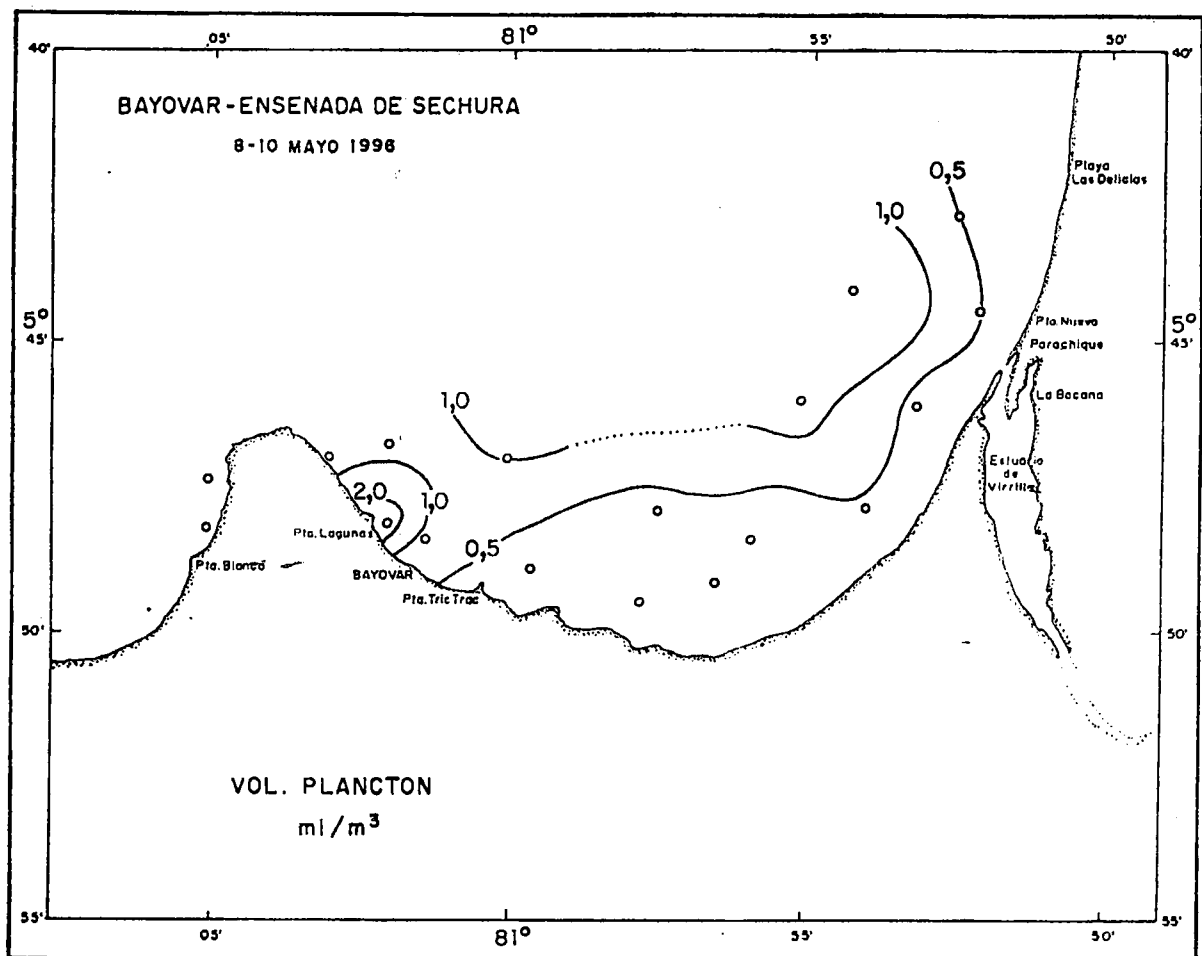 05' 81° 55' 50'
40' 40'
BAYOVAR-ENSENADA DE SECHURA
8-10 MAYO 1996
Playa
Las Delicias
0,5
1,0
5° 5°
45' 45'
Pta. Nueva
Parachique
La Bocana
1,0
Estuario
de
Virrilla
2,0
1,0
Pta. Lagunas
0,5
Pta. Blanca
BAYOVAR
Pta. Tric Trac
50' 50'
VOL. PLANCTON
ml/m³
55' 55'
05' 81° 55' 50'